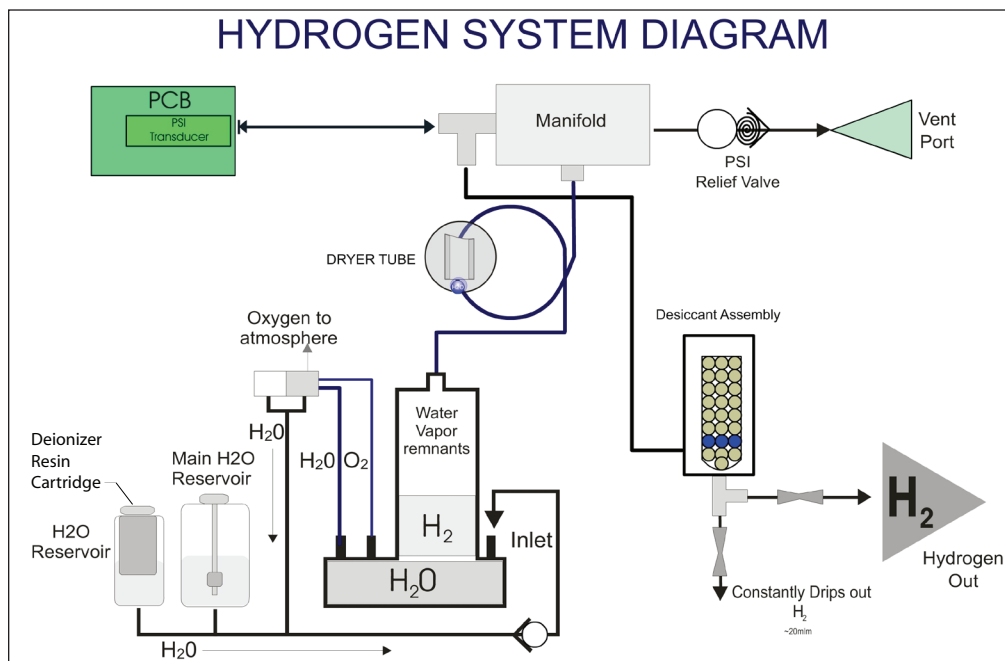 HYDROGEN SYSTEM DIAGRAM
PCB
PSI
Transducer
Manifold
PSI
Relief Valve
Vent
Port
DRYER TUBE
Desiccant Assembly
Oxygen to
atmosphere
H20
H20
O2
Water
Vapor
remnants
H2
H2O
Inlet
Deionizer
Resin
Cartridge
Main H2O
Reservoir
H2O
Reservoir
H20
H2
Hydrogen
Out
Constantly Drips out
H2
~20mim